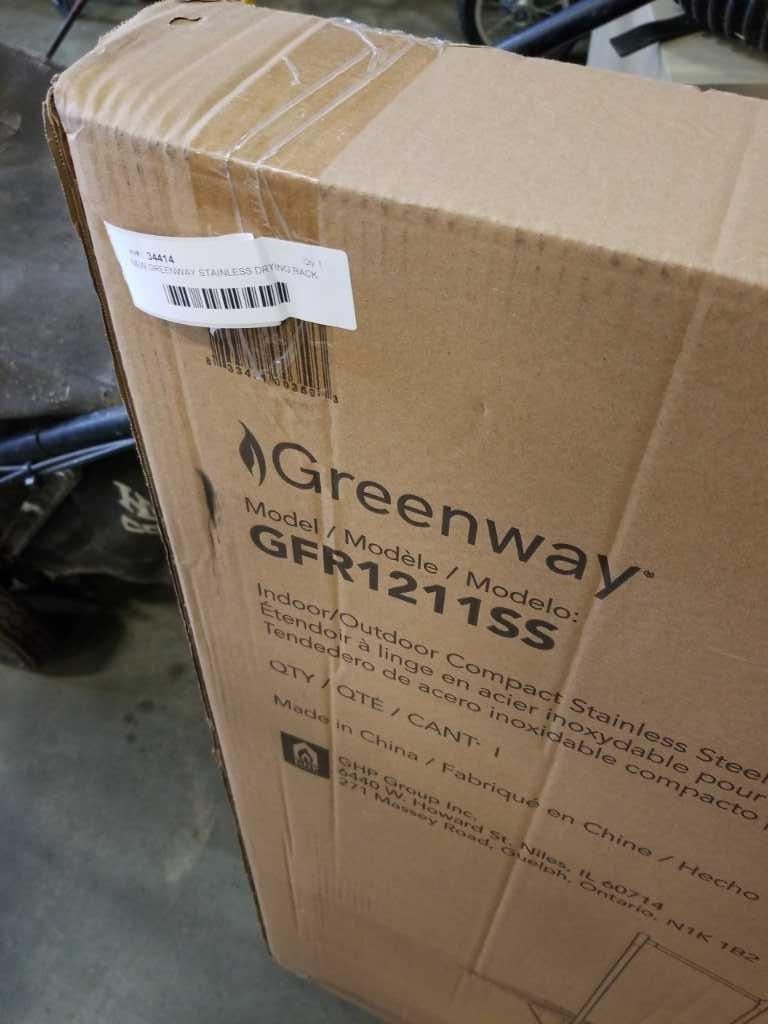 34414 Qty 1
NEW GREENWAY STAINLESS DRYING RACK
Greenway®
Model / Modèle / Modelo:
GFR1211SS
Indoor/Outdoor Compact Stainless Steel
Étendoir à linge en acier inoxydable pour
Tendedero de acero inoxidable compacto
QTY / QTÉ / CANT: 1
Made in China / Fabriqué en Chine / Hecho
GHP Group Inc.
6440 W. Howard St. Niles, IL 60714
271 Massey Road, Guelph, Ontario, N1K 1B2